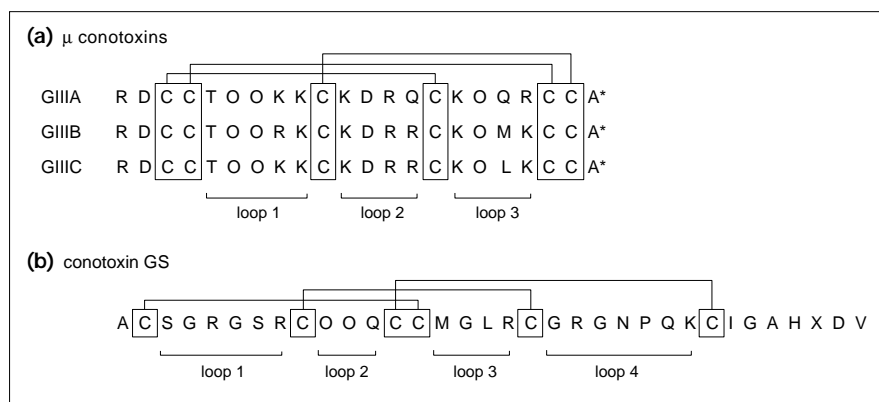 (a) μ conotoxins
GIIIA R D C C T O O K K C K D R Q C K O Q R C C A*
GIIIB R D C C T O O R K C K D R R C K O M K C C A*
GIIIC R D C C T O O K K C K D R R C K O L K C C A*
loop 1 loop 2 loop 3
(b) conotoxin GS
A C S G R G S R C O O Q C C M G L R C G R G N P Q K C I G A H X D V
loop 1 loop 2 loop 3 loop 4